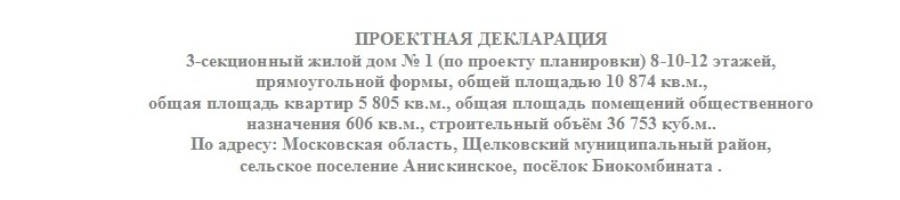 ПРОЕКТНАЯ ДЕКЛАРАЦИЯ
3-секционный жилой дом № 1 (по проекту планировки) 8-10-12 этажей,
прямоугольной формы, общей площадью 10 874 кв.м.,
общая площадь квартир 5 805 кв.м., общая площадь помещений общественного
назначения 606 кв.м., строительный объём 36 753 куб.м..
По адресу: Московская область, Щелковский муниципальный район,
сельское поселение Анискинское, посёлок Биокомбината .